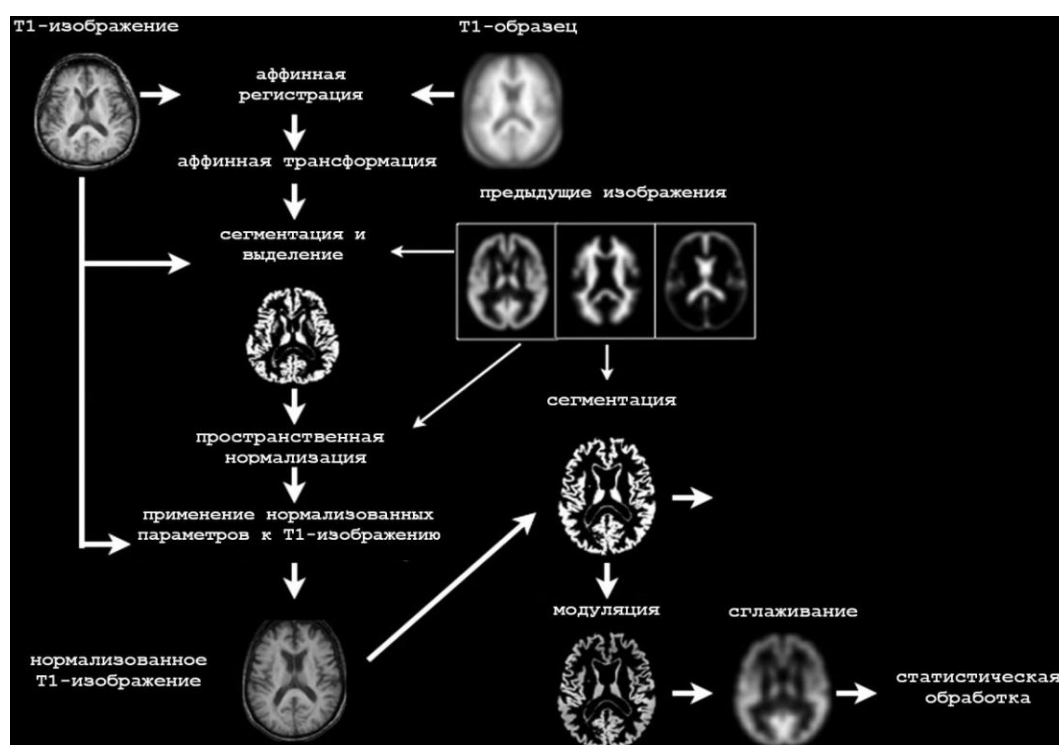 Т1-изображение
Т1-образец
аффинная
регистрация
аффинная трансформация
предыдущие изображения
сегментация и
выделение
сегментация
пространственная
нормализация
применение нормализованных
параметров к Т1-изображению
модуляция
сглаживание
нормализованное
Т1-изображение
статистическая
обработка